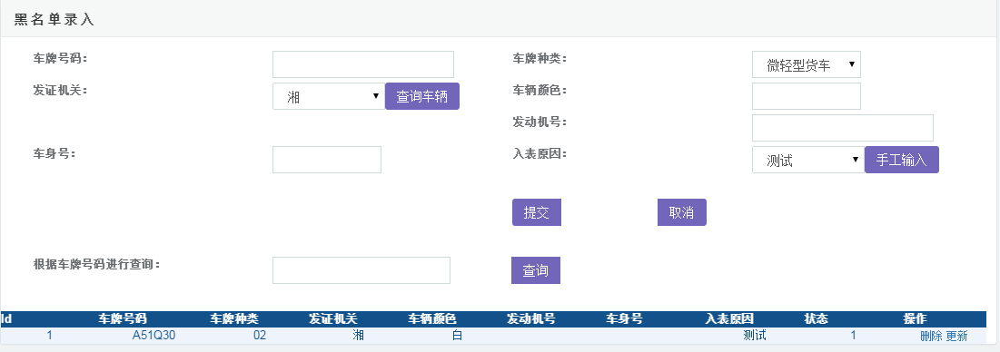 黑名单录入
车牌号码： 车牌种类： 微轻型货车
发证机关： 湘 查询车辆 车辆颜色：
发动机号：
车身号： 入表原因： 测试 手工输入
提交 取消
根据车牌号码进行查询： 查询
Id 车牌号码 车牌种类 发证机关 车辆颜色 发动机号 车身号 入表原因 状态 操作
1 A51Q30 02 湘 白 测试 1 删除 更新